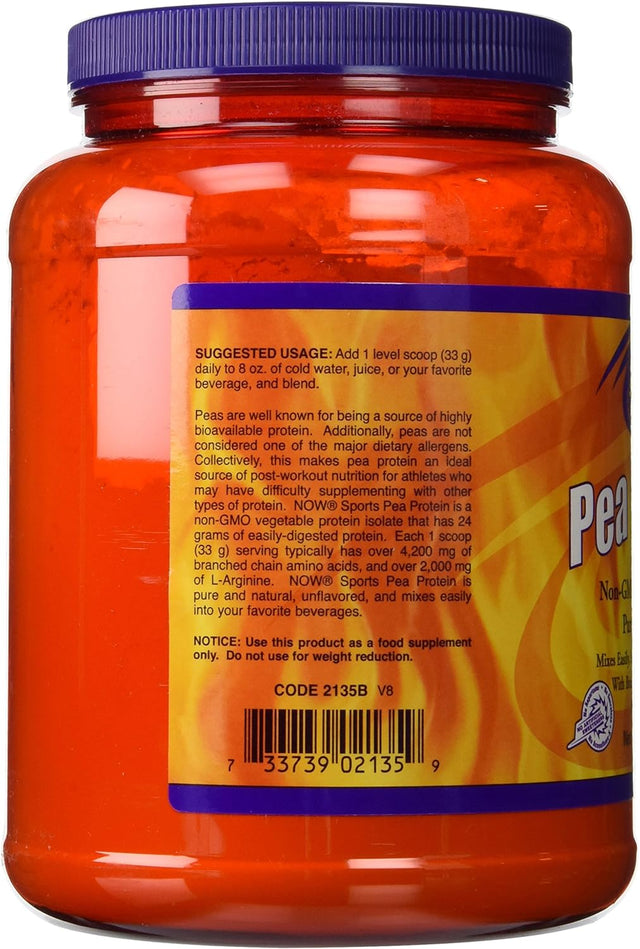 SUGGESTED USAGE: Add 1 level scoop (33 g)
daily to 8 oz. of cold water, juice, or your favorite
beverage, and blend.
Peas are well known for being a source of highly
bioavailable protein. Additionally, peas are not
considered one of the major dietary allergens.
Collectively, this makes pea protein an ideal
source of post-workout nutrition for athletes who
may have difficulty supplementing with other
types of protein. NOW® Sports Pea Protein is a
non-GMO vegetable protein isolate that has 24
grams of easily-digested protein. Each 1 scoop
(33 g) serving typically has over 4,200 mg of
branched chain amino acids, and over 2,000 mg
of L-Arginine. NOW® Sports Pea Protein is
pure and natural, unflavored, and mixes easily
into your favorite beverages.
NOTICE: Use this product as a food supplement
only. Do not use for weight reduction.
CODE 2135B V8
7 33739 02135 9
Pea
Mixes Easily
With